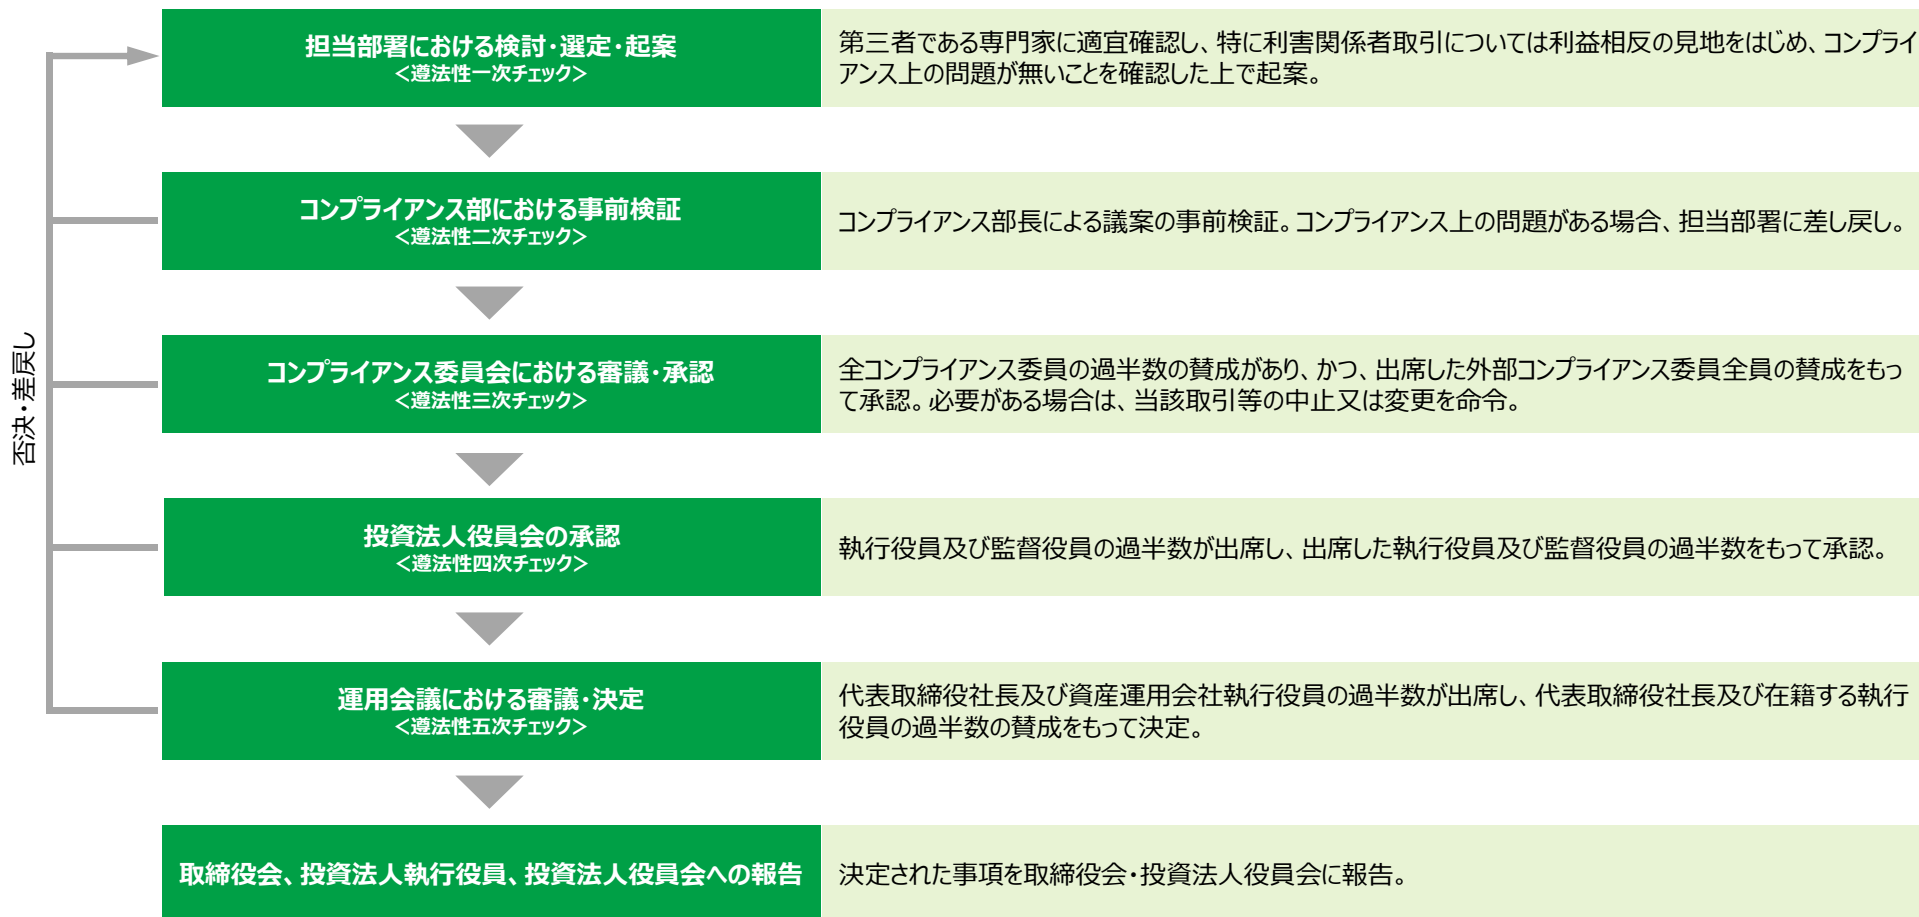 担当部署における検討・選定・起案
＜遵法性一次チェック＞
第三者である専門家に適宜確認し、特に利害関係者取引については利益相反の見地をはじめ、コンプライ
アンス上の問題が無いことを確認した上で起案。
コンプライアンス部における事前検証
＜遵法性二次チェック＞
コンプライアンス部長による議案の事前検証。コンプライアンス上の問題がある場合、担当部署に差し戻し。
否決・差戻し
コンプライアンス委員会における審議・承認
＜遵法性三次チェック＞
全コンプライアンス委員の過半数の賛成があり、かつ、出席した外部コンプライアンス委員全員の賛成をもっ
て承認。必要がある場合は、当該取引等の中止又は変更を命令。
投資法人役員会の承認
＜遵法性四次チェック＞
執行役員及び監督役員の過半数が出席し、出席した執行役員及び監督役員の過半数をもって承認。
運用会議における審議・決定
＜遵法性五次チェック＞
代表取締役社長及び資産運用会社執行役員の過半数が出席し、代表取締役社長及び在籍する執行
役員の過半数の賛成をもって決定。
取締役会、投資法人執行役員、投資法人役員会への報告
決定された事項を取締役会・投資法人役員会に報告。